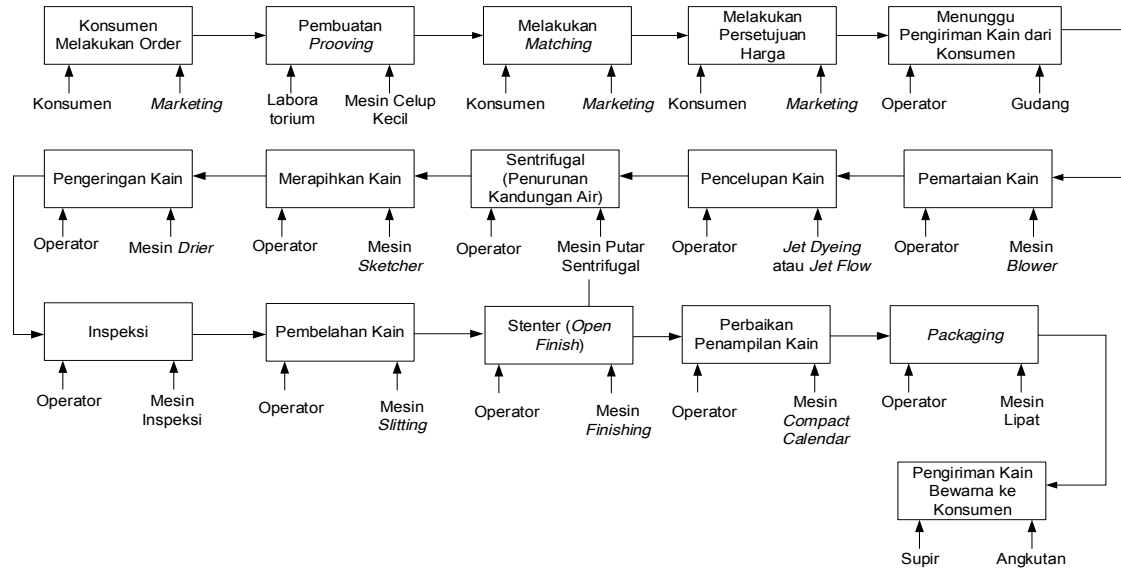 Konsumen
Melakukan Order
Pembuatan
Prooving
Melakukan
Matching
Melakukan
Persetujuan
Harga
Menunggu
Pengiriman Kain dari
Konsumen
Konsumen
Marketing
Labora
torium
Mesin Celup
Kecil
Konsumen
Marketing
Konsumen
Marketing
Operator
Gudang
Pengeringan Kain
Merapihkan Kain
Sentrifugal
(Penurunan
Kandungan Air)
Pencelupan Kain
Pemartaian Kain
Operator
Mesin Drier
Operator
Mesin
Sketcher
Operator
Mesin Putar
Sentrifugal
Operator
Jet Dyeing
atau Jet Flow
Operator
Mesin
Blower
Inspeksi
Pembelahan Kain
Stenter (Open
Finish)
Perbaikan
Penampilan Kain
Packaging
Operator
Mesin
Inspeksi
Operator
Mesin
Slitting
Operator
Mesin
Finishing
Operator
Mesin
Compact
Calendar
Operator
Mesin
Lipat
Pengiriman Kain
Bewarna ke
Konsumen
Supir
Angkutan